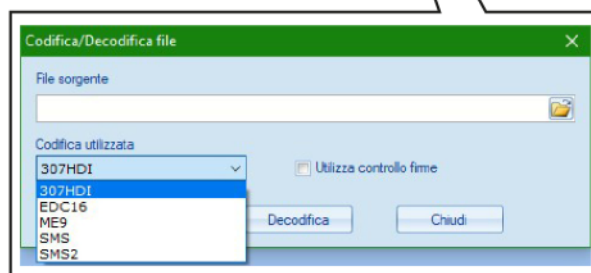 Codifica/Decodifica file
File sorgente
Codifica utilizzata
307HDI
Utilizza controllo firme
307HDI
EDC16
ME9
SMS
SMS2
Decodifica
Chiudi